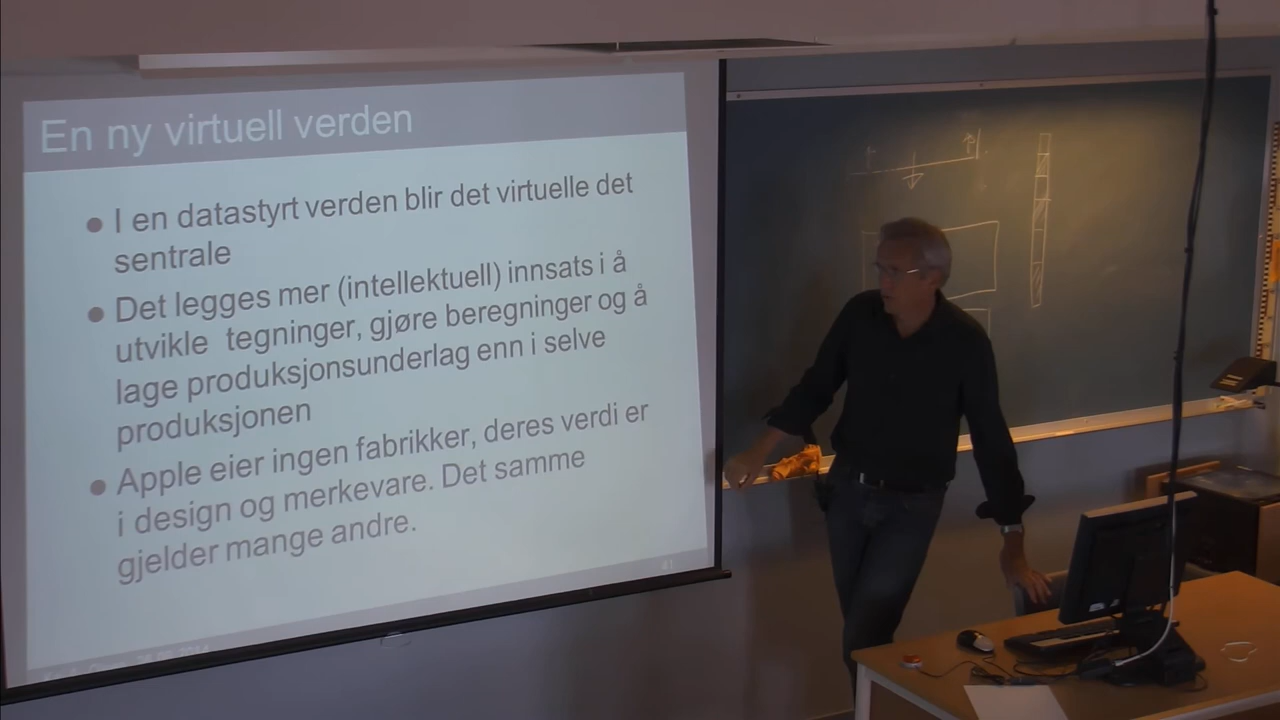 En ny virtuell verden
I en datastyrt verden blir det virtuelle det
sentrale
Det legges mer (intellektuell) innsats i å
utvikle tegninger, gjøre beregninger og å
lage produksjonsunderlag enn i selve
produksjonen
Apple eier ingen fabrikker, deres verdi er
i design og merkevare. Det samme
gjelder mange andre.
41